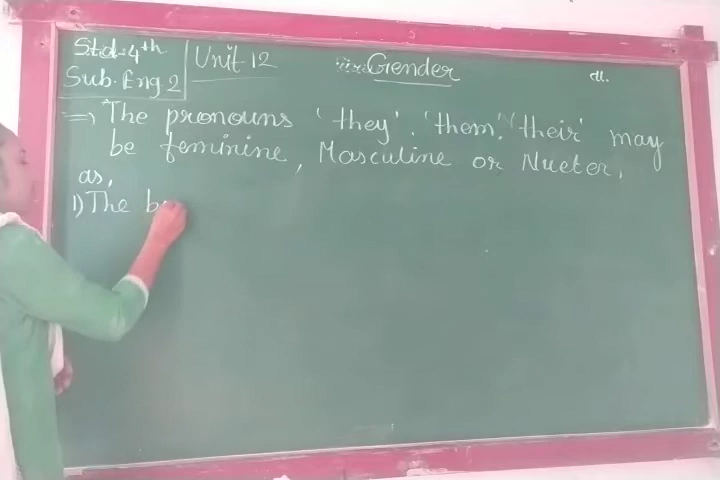 Std. 4th
Sub. Eng 2
Unit 12
Gender
=> The pronouns 'they', 'them', 'their' may
be feminine, Masculine or Nueter,
as,
1) The b